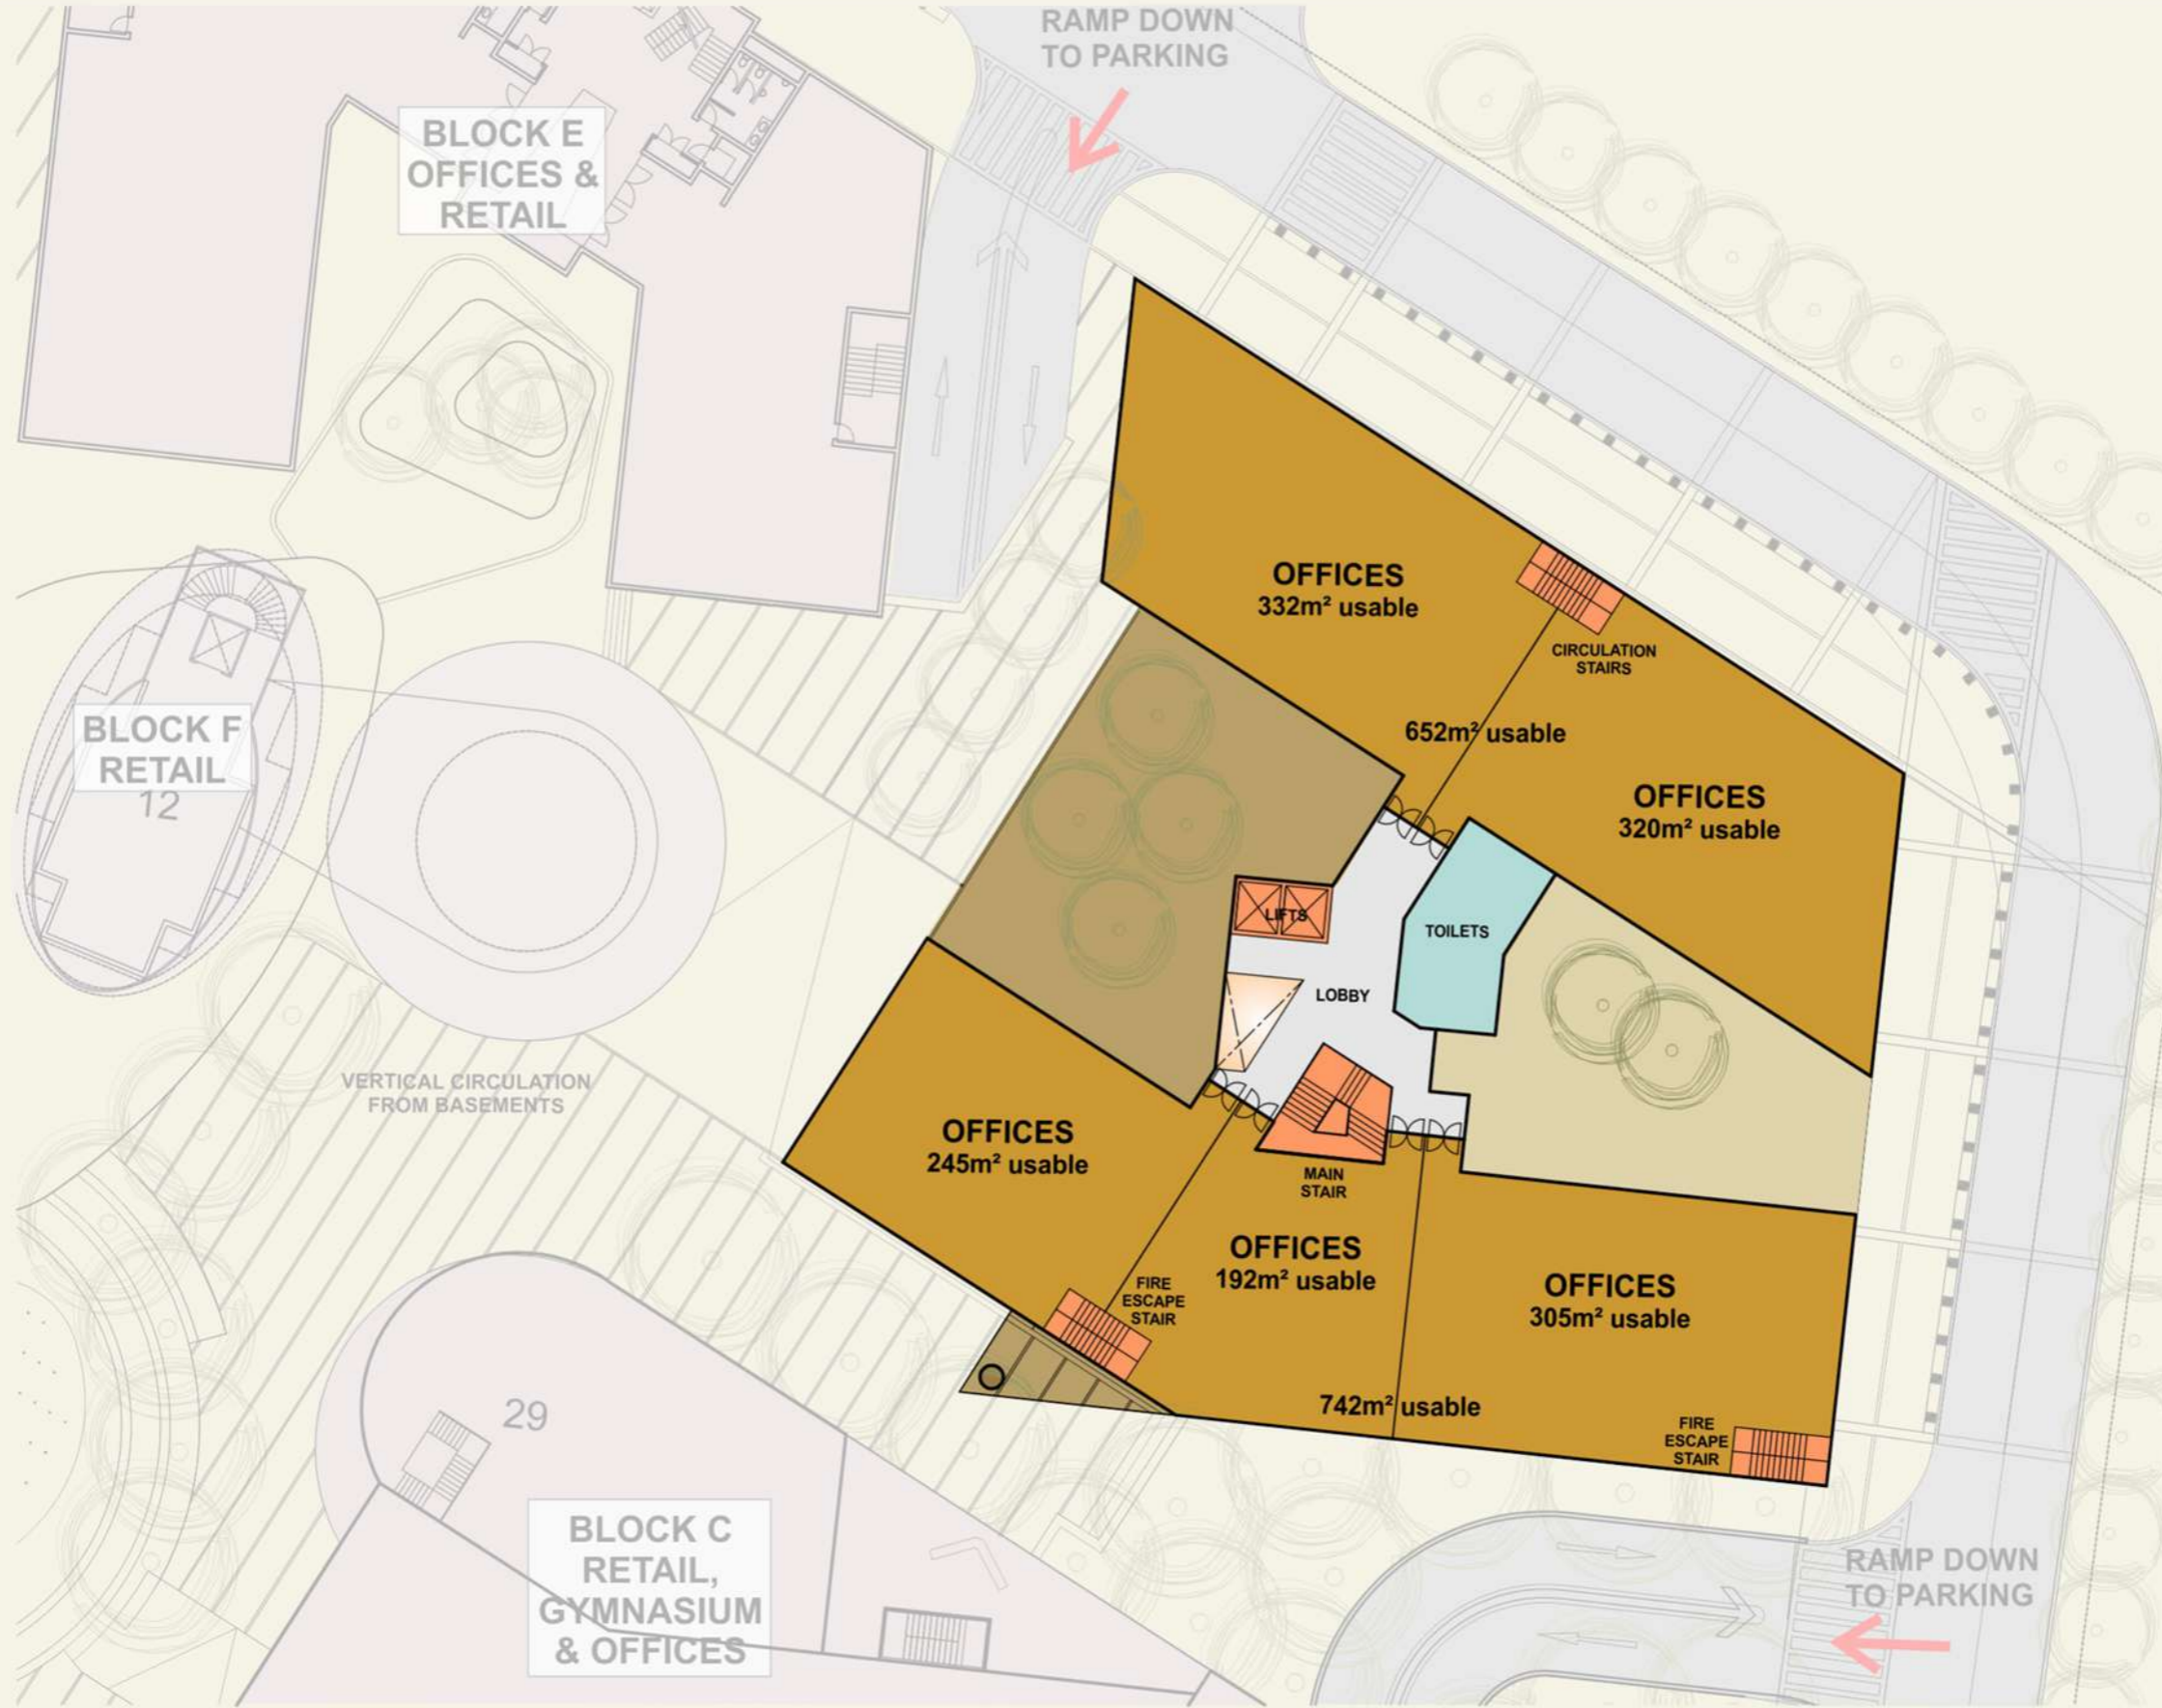 RAMP DOWN
TO PARKING
BLOCK E
OFFICES &
RETAIL
OFFICES
332m² usable
CIRCULATION
STAIRS
652m² usable
OFFICES
320m² usable
BLOCK F
RETAIL
12
LIFTS
TOILETS
LOBBY
VERTICAL CIRCULATION
FROM BASEMENTS
OFFICES
245m² usable
MAIN
STAIR
OFFICES
192m² usable
FIRE
ESCAPE
STAIR
OFFICES
305m² usable
742m² usable
FIRE
ESCAPE
STAIR
29
BLOCK C
RETAIL,
GYMNASIUM
& OFFICES
RAMP DOWN
TO PARKING